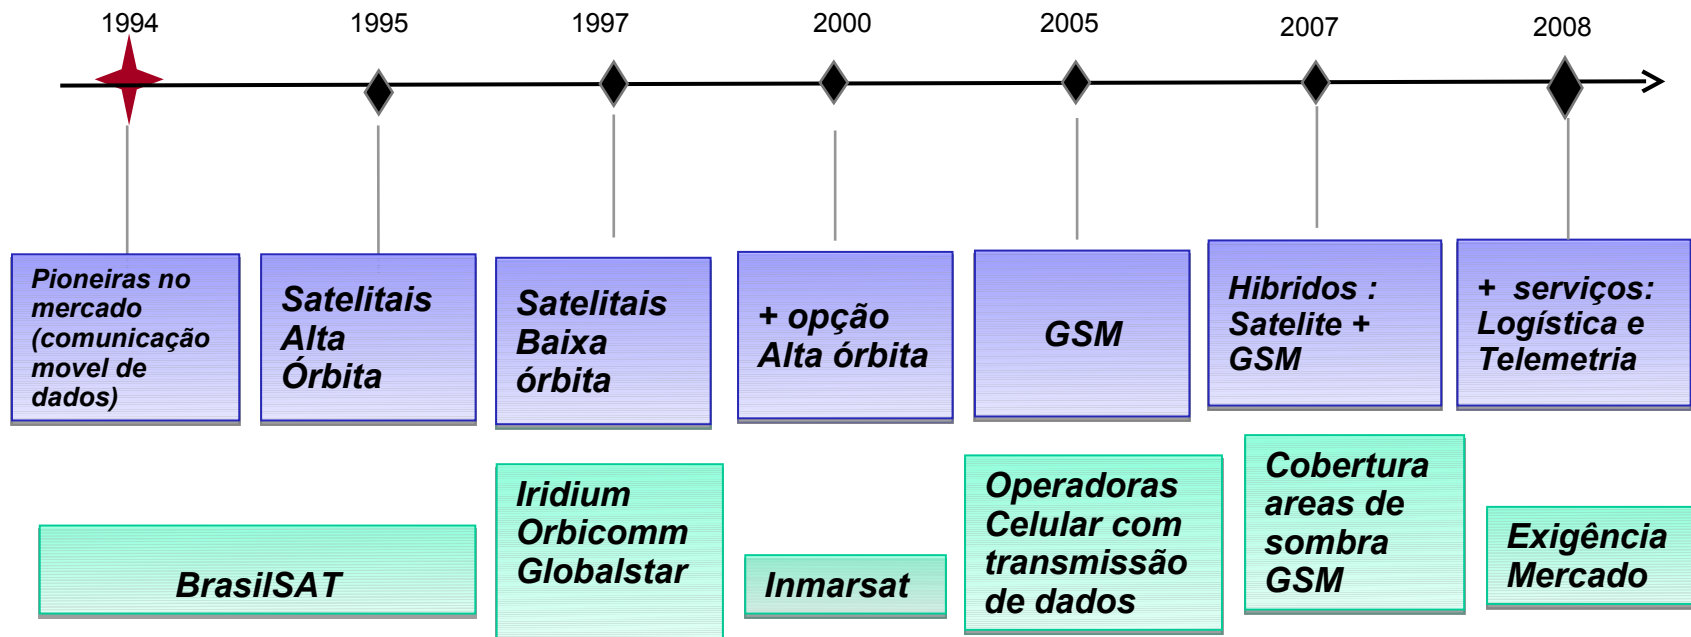 1994
1995
1997
2000
2005
2007
2008
Pioneiras no
mercado
(comunicação
movel de
dados)
Satelitais
Alta
Órbita
Satelitais
Baixa
órbita
+ opção
Alta órbita
GSM
Hibridos :
Satelite +
GSM
+ serviços:
Logística e
Telemetria
BrasilSAT
Iridium
Orbicomm
Globalstar
Inmarsat
Operadoras
Celular com
transmissão
de dados
Cobertura
areas de
sombra
GSM
Exigência
Mercado